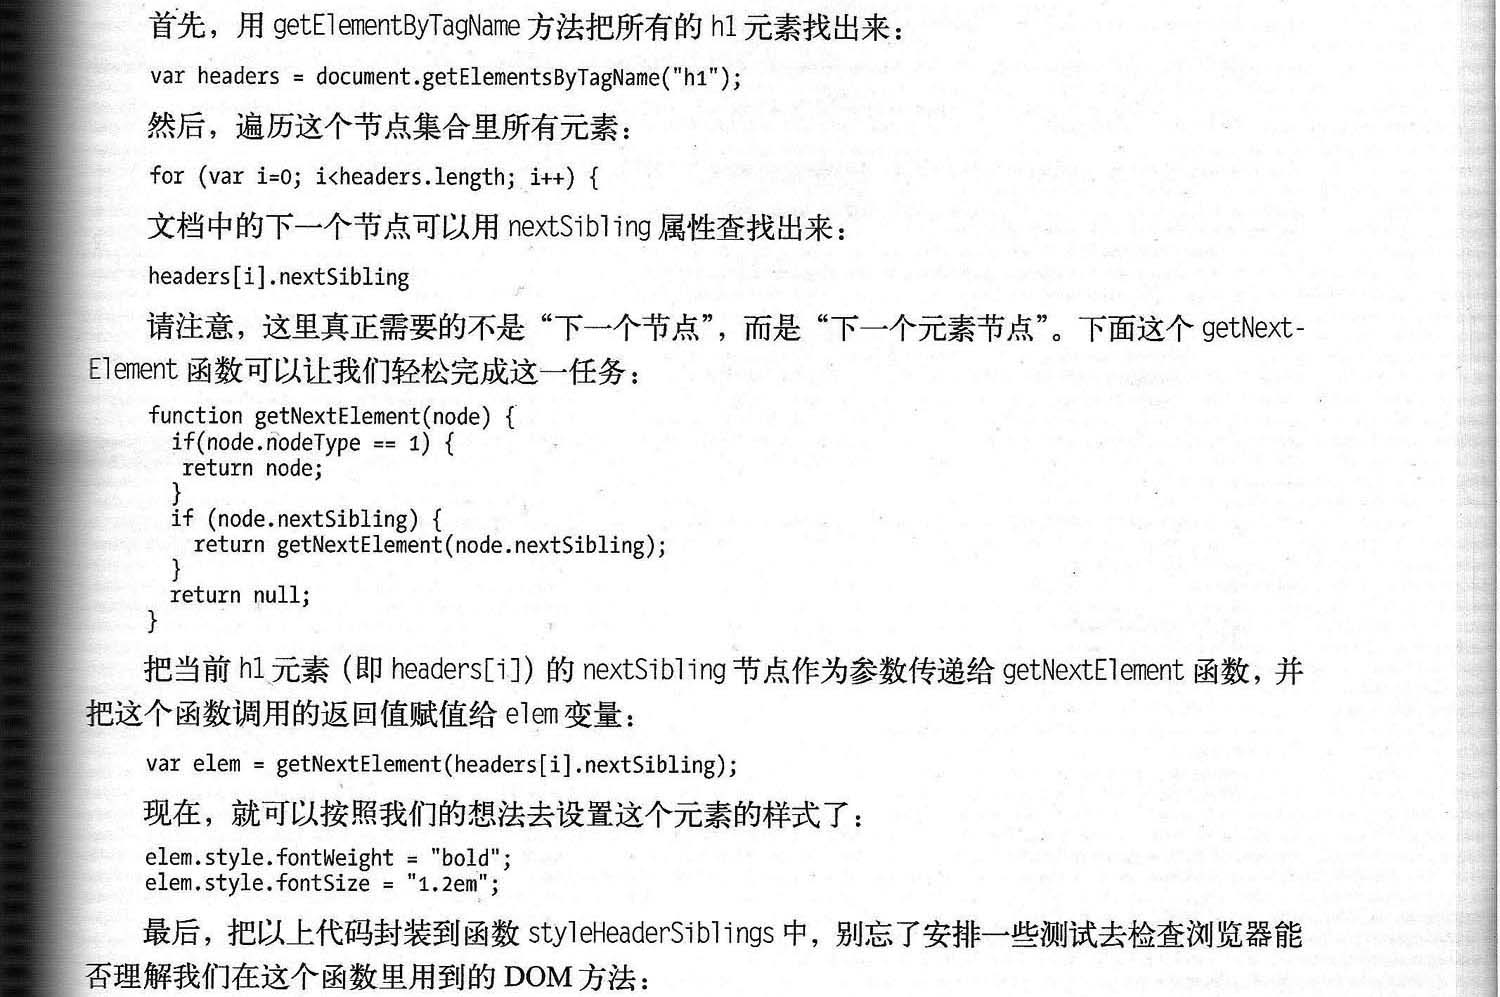 首先，用 getElementByTagName 方法把所有的 h1 元素找出来：
var headers = document.getElementsByTagName("h1");
然后，遍历这个节点集合里所有元素：
for (var i=0; i<headers.length; i++) {
文档中的下一个节点可以用 nextSibling 属性查找出来：
headers[i].nextSibling
请注意，这里真正需要的不是“下一个节点”，而是“下一个元素节点”。下面这个 getNext-
Element 函数可以让我们轻松完成这一任务：
function getNextElement(node) {
  if(node.nodeType == 1) {
   return node;
  }
  if (node.nextSibling) {
    return getNextElement(node.nextSibling);
  }
  return null;
}
把当前 h1 元素（即 headers[i]）的 nextSibling 节点作为参数传递给 getNextElement 函数，并
把这个函数调用的返回值赋值给 elem 变量：
var elem = getNextElement(headers[i].nextSibling);
现在，就可以按照我们的想法去设置这个元素的样式了：
elem.style.fontWeight = "bold";
elem.style.fontSize = "1.2em";
最后，把以上代码封装到函数 styleHeaderSiblings 中，别忘了安排一些测试去检查浏览器能
否理解我们在这个函数里用到的 DOM 方法：